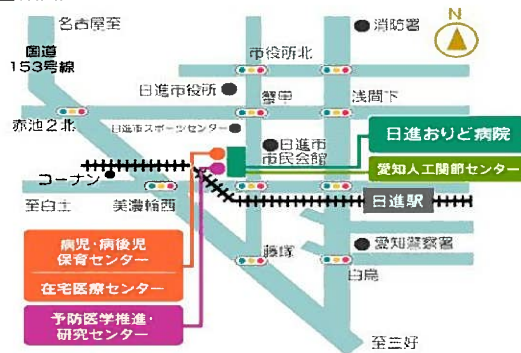 名古屋至
消防署
N
国道
153号線
市役所北
日進市役所
蟹甲
浅間下
赤池2北
日進市スポーツセンター
日進市
市民会館
日進おりど病院
愛知人工関節センター
コーナン
至白土
美濃輪西
日進駅
病児・病後児
保育センター
在宅医療センター
藤塚
愛知警察署
白鳥
予防医学推進・
研究センター
至三好